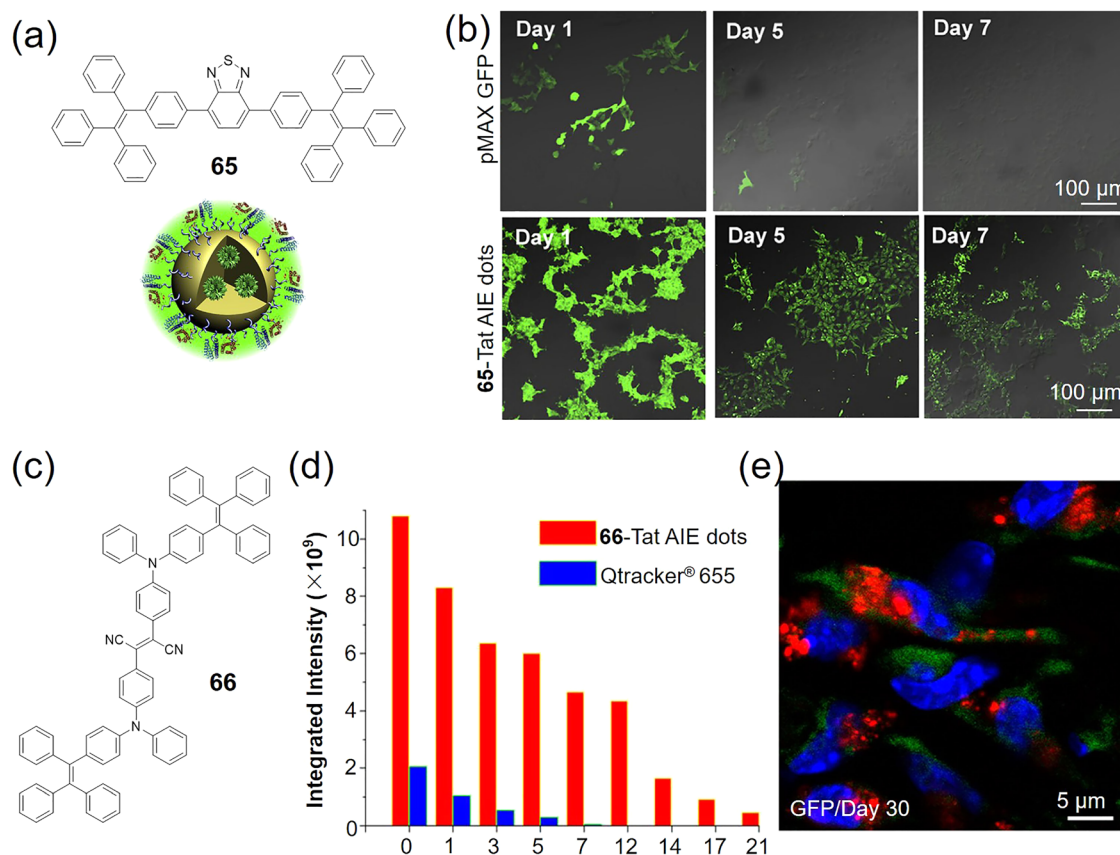 (a)
S
N N
65
(b)
pMAX GFP
Day 1
Day 5
Day 7
100 µm
65-Tat AIE dots
Day 1
Day 5
Day 7
100 µm
(c)
N
NC
CN
66
N
(d)
Integrated Intensity (×10⁹)
10
8
6
4
2
0
66-Tat AIE dots
Qtracker® 655
0 1 3 5 7 12 14 17 21
(e)
GFP/Day 30
5 µm